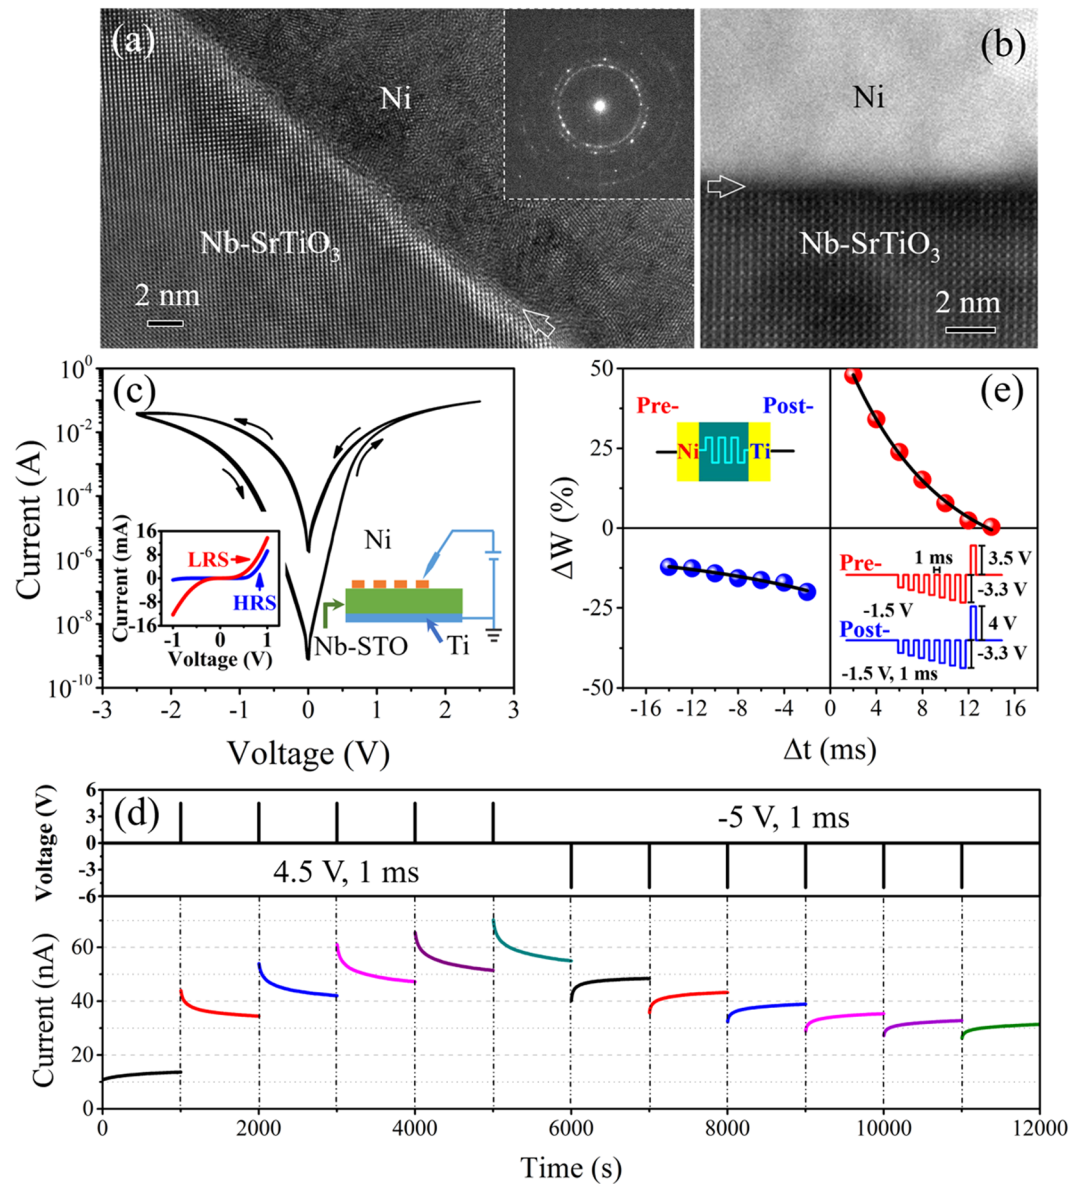 (a)
Ni
Nb-SrTiO3
2 nm
(b)
Ni
Nb-SrTiO3
2 nm
(c)
Current (A)
10^0
10^-2
10^-4
10^-6
10^-8
10^-10
-3 -2 -1 0 1 2 3
Voltage (V)
Current (mA)
16
8
0
-8
-16
LRS
HRS
-1 0 1
Voltage (V)
Ni
Nb-STO
Ti
(e)
ΔW (%)
50
25
0
-25
-50
Pre-
Post-
Ni
Ti
Pre-
1 ms
3.5 V
-3.3 V
-1.5 V
Post-
4 V
-3.3 V
-1.5 V, 1 ms
-16 -12 -8 -4 0 4 8 12 16
Δt (ms)
(d)
Voltage (V)
6
3
0
-3
-6
-5 V, 1 ms
4.5 V, 1 ms
Current (nA)
60
40
20
0
0 2000 4000 6000 8000 10000 12000
Time (s)